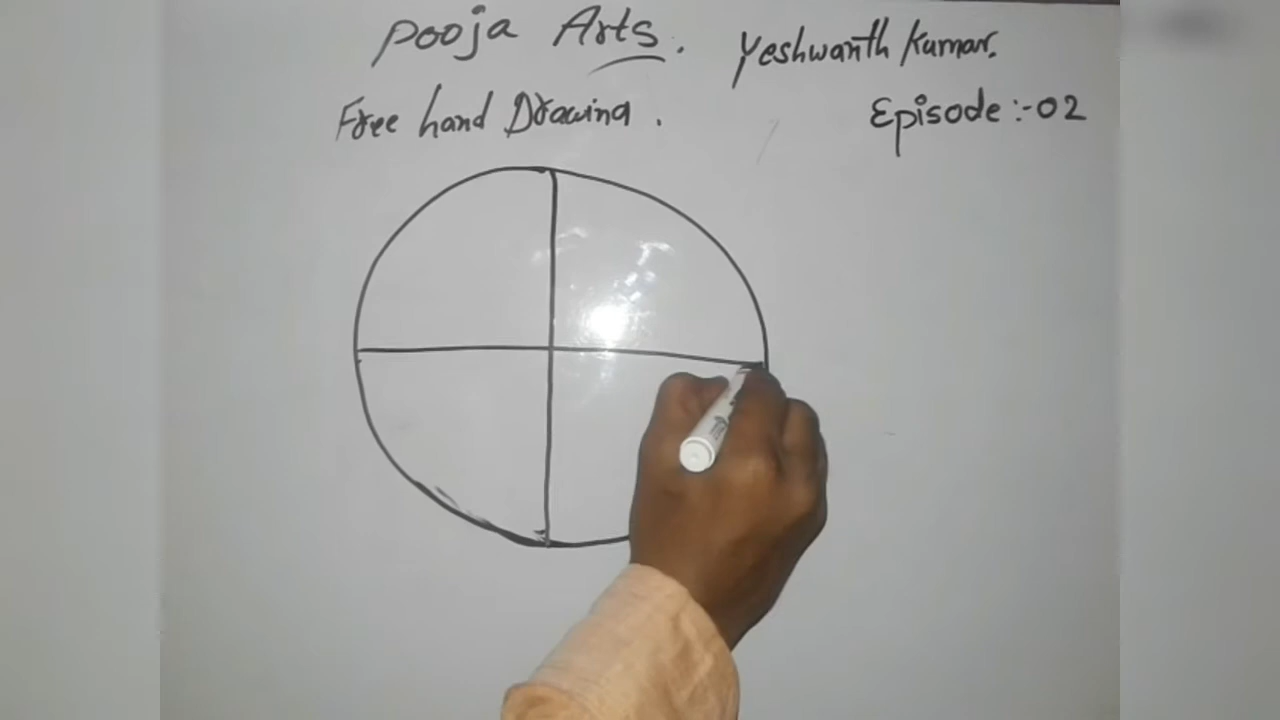 Pooja Arts. Yeshwanth Kumar.
Free hand Drawing. Episode :- 02